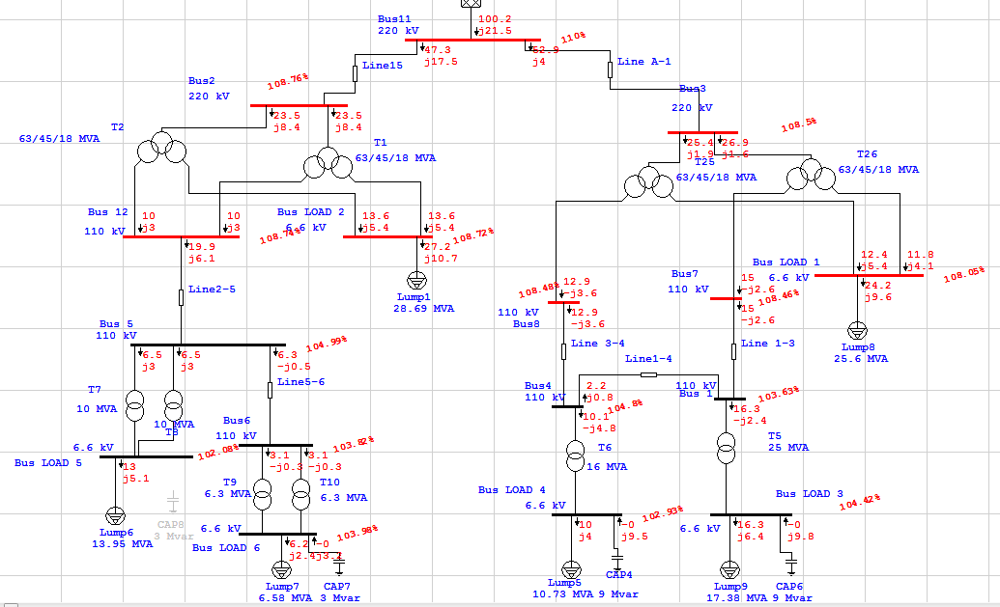 Bus11
100.2
220 kV
j21.5
110%
47.3
52.9
j17.5
j4
Line15
Line A-1
Bus2
108.76%
220 kV
Bus3
220 kV
23.5
23.5
j8.4
j8.4
108.5%
T2
63/45/18 MVA
T1
63/45/18 MVA
25.4
26.9
j1.9
j1.6
T25
63/45/18 MVA
T26
63/45/18 MVA
Bus 12
10
10
110 kV
j3
j3
108.74%
Bus LOAD 2
6.6 kV
13.6
13.6
j5.4
j5.4
108.72%
19.9
j6.1
27.2
j10.7
Bus LOAD 1
6.6 kV
12.4
11.8
j5.4
j4.1
108.05%
24.2
j9.6
Bus7
110 kV
15
-j2.6
108.46%
15
-j2.6
108.48%
12.9
-j3.6
110 kV
Bus8
12.9
-j3.6
Line2-5
Lump1
28.69 MVA
Bus 5
110 kV
104.99%
6.5
6.5
6.3
j3
j3
-j0.5
Line 3-4
Line 1-3
Lump8
25.6 MVA
Line1-4
Line5-6
T7
10 MVA
10 MVA
T8
Bus4
110 kV
2.2
j0.8
104.8%
10.1
-j4.8
110 kV
Bus 1
103.63%
16.3
-j2.4
Bus6
110 kV
103.82%
3.1
3.1
-j0.3
-j0.3
6.6 kV
Bus LOAD 5
102.08%
13
j5.1
T6
16 MVA
T5
25 MVA
T9
6.3 MVA
T10
6.3 MVA
CAP8
3 Mvar
Lump6
13.95 MVA
Bus LOAD 4
6.6 kV
102.93%
Bus LOAD 3
6.6 kV
104.42%
6.6 kV
Bus LOAD 6
103.98%
6.2
-0
j2.4
j3.2
10
-0
j4
j9.5
16.3
-0
j6.4
j9.8
Lump7
6.58 MVA
CAP7
3 Mvar
Lump5
10.73 MVA
CAP4
9 Mvar
Lump9
17.38 MVA
CAP6
9 Mvar